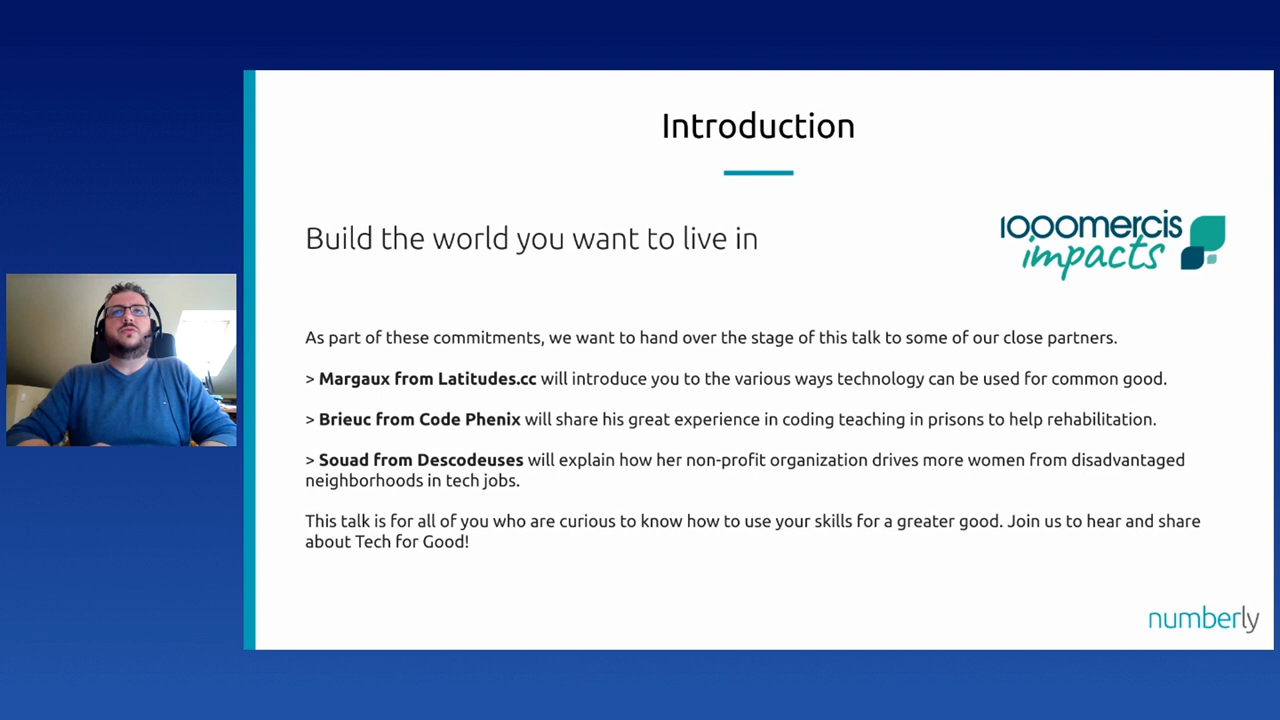 Introduction
Build the world you want to live in
1000mercis
impacts
As part of these commitments, we want to hand over the stage of this talk to some of our close partners.
> Margaux from Latitudes.cc will introduce you to the various ways technology can be used for common good.
> Brieuc from Code Phenix will share his great experience in coding teaching in prisons to help rehabilitation.
> Souad from Descodeuses will explain how her non-profit organization drives more women from disadvantaged
neighborhoods in tech jobs.
This talk is for all of you who are curious to know how to use your skills for a greater good. Join us to hear and share
about Tech for Good!
numberly